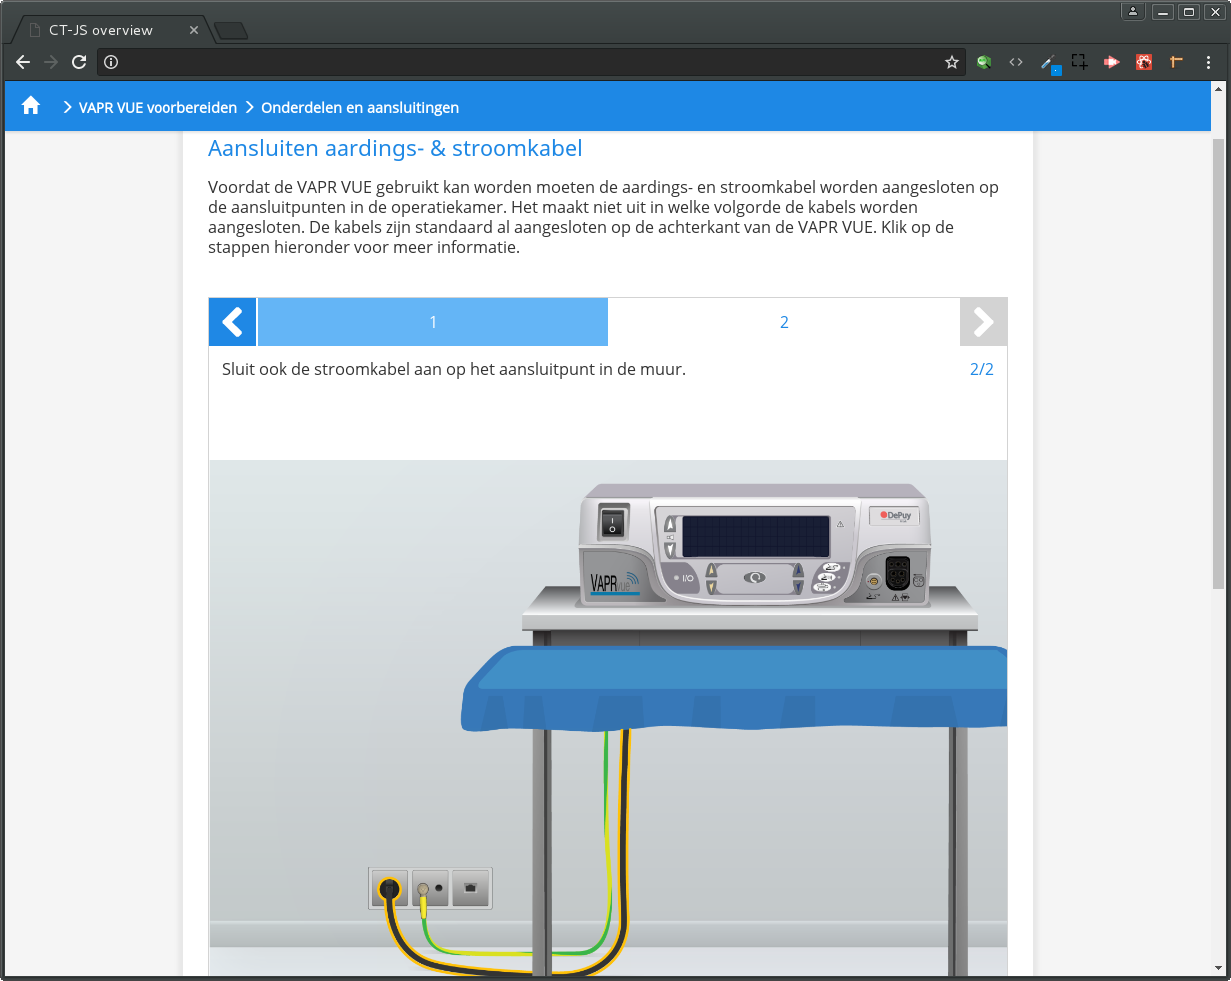 CT-JS overview
VAPR VUE voorbereiden
Onderdelen en aansluitingen
Aansluiten aardings- & stroomkabel
Voordat de VAPR VUE gebruikt kan worden moeten de aardings- en stroomkabel worden aangesloten op
de aansluitpunten in de operatiekamer. Het maakt niet uit in welke volgorde de kabels worden
aangesloten. De kabels zijn standaard al aangesloten op de achterkant van de VAPR VUE. Klik op de
stappen hieronder voor meer informatie.
1
2
Sluit ook de stroomkabel aan op het aansluitpunt in de muur.
2/2
DePuy
I/O
VAPR vue